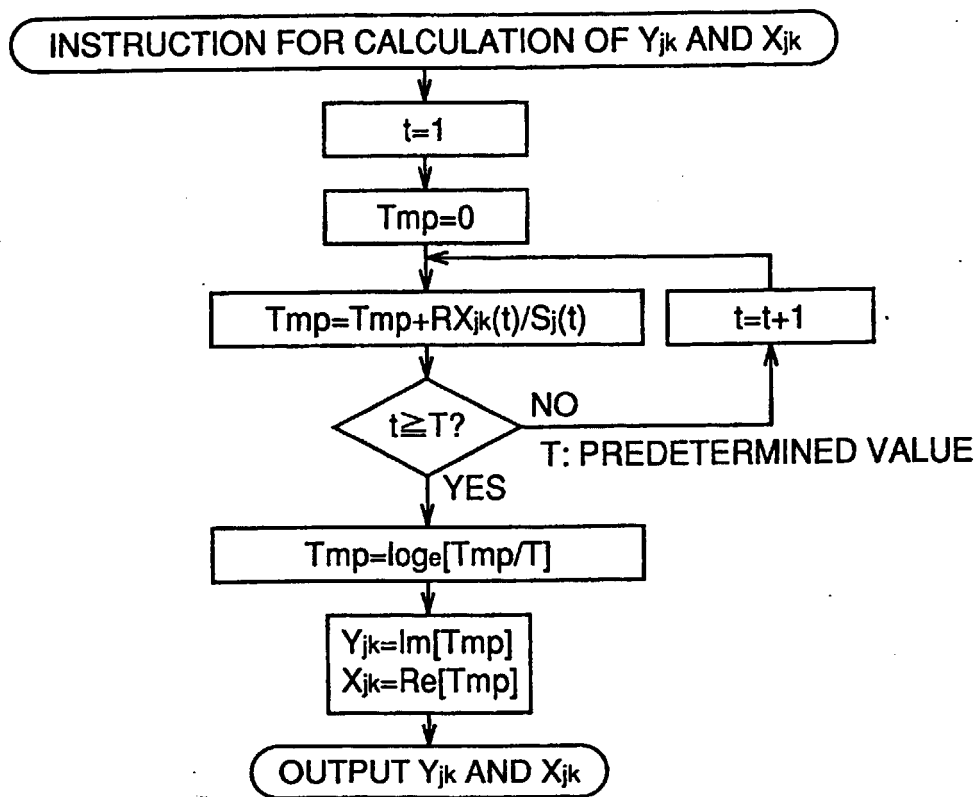 INSTRUCTION FOR CALCULATION OF Yjk AND Xjk
t=1
Tmp=0
Tmp=Tmp+RXjk(t)/Sj(t)
t=t+1
t≧T?
NO
T: PREDETERMINED VALUE
YES
Tmp=loge[Tmp/T]
Yjk=Im[Tmp]
Xjk=Re[Tmp]
OUTPUT Yjk AND Xjk